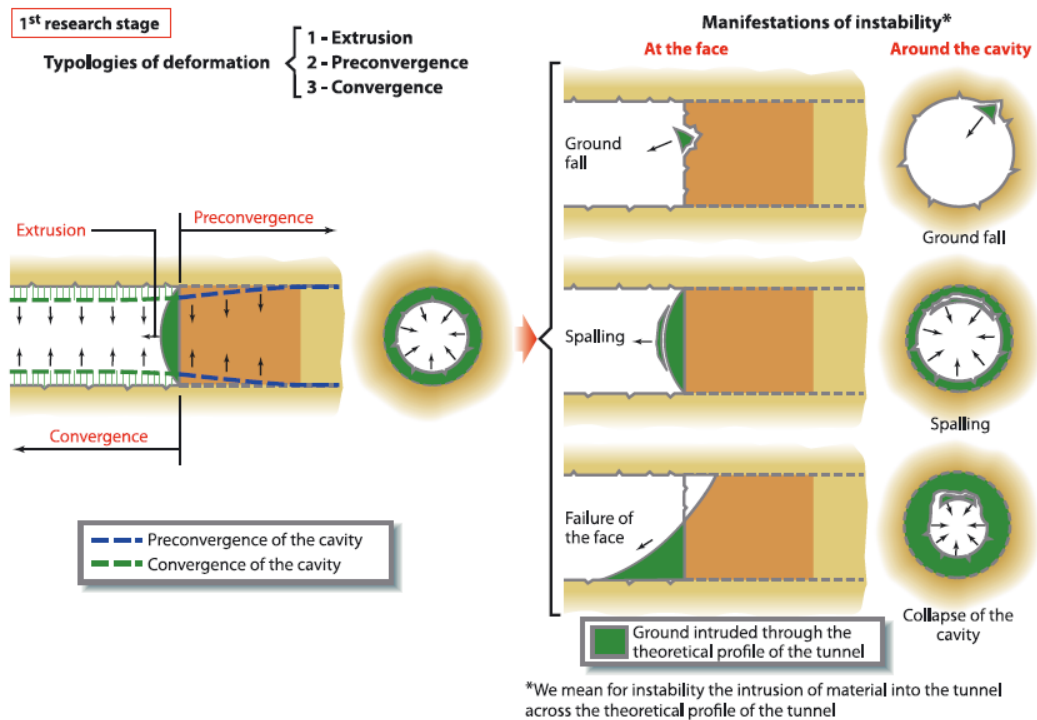 1st research stage
Typologies of deformation
1 - Extrusion
2 - Preconvergence
3 - Convergence
Extrusion
Preconvergence
Convergence
Preconvergence of the cavity
Convergence of the cavity
Manifestations of instability*
At the face
Around the cavity
Ground
fall
Ground fall
Spalling
Spalling
Failure of
the face
Collapse of the
cavity
Ground intruded through the
theoretical profile of the tunnel
*We mean for instability the intrusion of material into the tunnel
across the theoretical profile of the tunnel